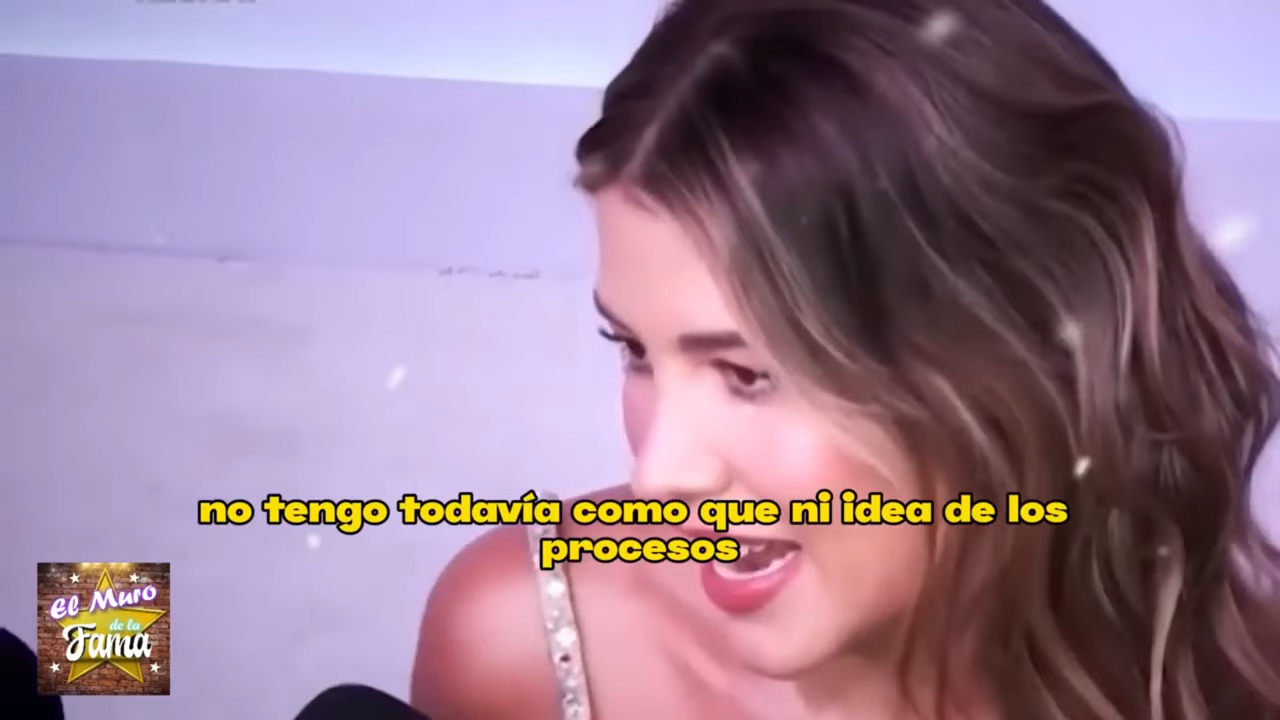 no tengo todavía como que ni idea de los
procesos
El Muro
de la
Fama